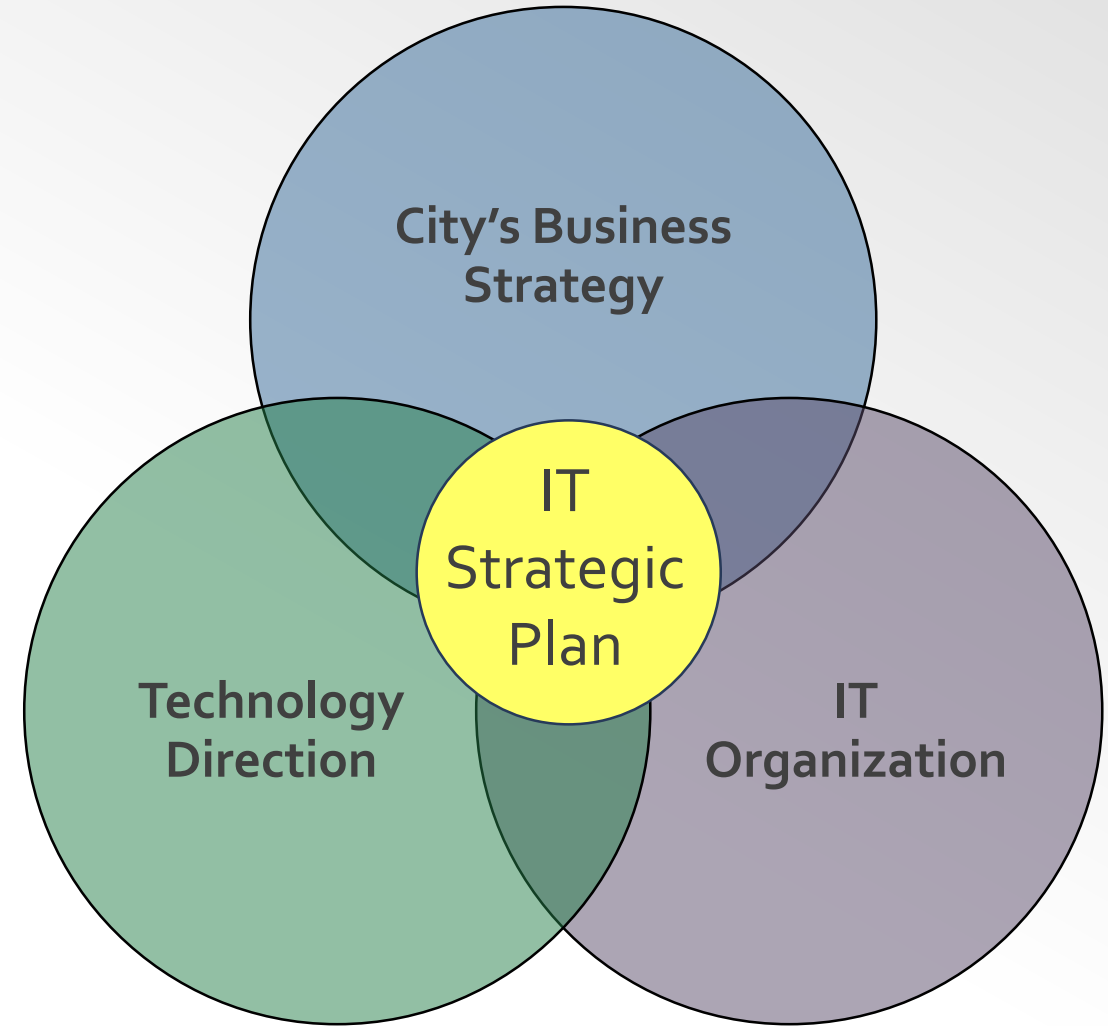 City’s Business
Strategy
IT
Strategic
Plan
Technology
Direction
IT
Organization